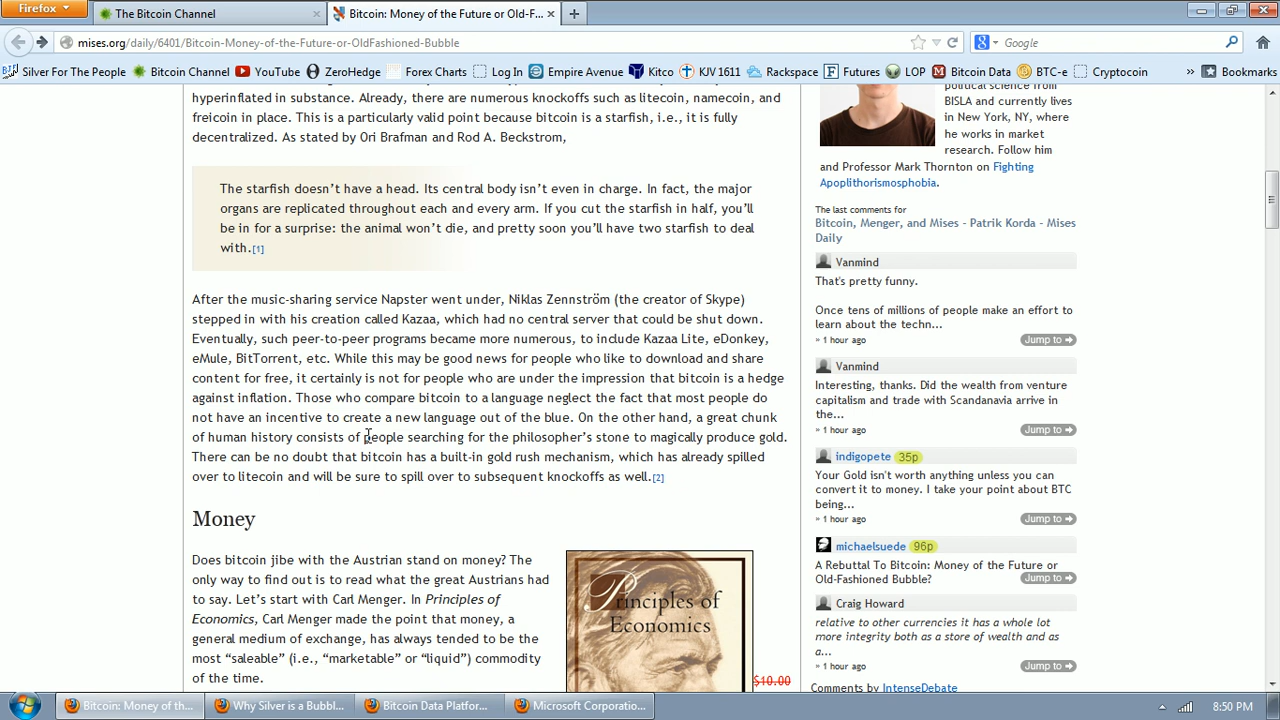 Firefox
The Bitcoin Channel
Bitcoin: Money of the Future or Old-F...
mises.org/daily/6401/Bitcoin-Money-of-the-Future-or-OldFashioned-Bubble
Google
Silver For The People
Bitcoin Channel
YouTube
ZeroHedge
Forex Charts
Log In
Empire Avenue
Kitco
KJV 1611
Rackspace
Futures
LOP
Bitcoin Data
BTC-e
Cryptocoin
»
Bookmarks
hyperinflated in substance. Already, there are numerous knockoffs such as litecoin, namecoin, and
freicoin in place. This is a particularly valid point because bitcoin is a starfish, i.e., it is fully
decentralized. As stated by Ori Brafman and Rod A. Beckstrom,
The starfish doesn't have a head. Its central body isn't even in charge. In fact, the major
organs are replicated throughout each and every arm. If you cut the starfish in half, you'll
be in for a surprise: the animal won't die, and pretty soon you'll have two starfish to deal
with.[1]
After the music-sharing service Napster went under, Niklas Zennström (the creator of Skype)
stepped in with his creation called Kazaa, which had no central server that could be shut down.
Eventually, such peer-to-peer programs became more numerous, to include Kazaa Lite, eDonkey,
eMule, BitTorrent, etc. While this may be good news for people who like to download and share
content for free, it certainly is not for people who are under the impression that bitcoin is a hedge
against inflation. Those who compare bitcoin to a language neglect the fact that most people do
not have an incentive to create a new language out of the blue. On the other hand, a great chunk
of human history consists of people searching for the philosopher's stone to magically produce gold.
There can be no doubt that bitcoin has a built-in gold rush mechanism, which has already spilled
over to litecoin and will be sure to spill over to subsequent knockoffs as well.[2]
Money
Does bitcoin jibe with the Austrian stand on money? The
only way to find out is to read what the great Austrians had
to say. Let's start with Carl Menger. In Principles of
Economics, Carl Menger made the point that money, a
general medium of exchange, has always tended to be the
most “saleable” (i.e., “marketable” or “liquid”) commodity
of the time.
Principles of
Economics
$10.00
political science from
BISLA and currently lives
in New York, NY, where
he works in market
research. Follow him
and Professor Mark Thornton on Fighting
Apoplithorismosphobia.
The last comments for
Bitcoin, Menger, and Mises - Patrik Korda - Mises
Daily
Vanmind
That's pretty funny.
Once tens of millions of people make an effort to
learn about the techn...
» 1 hour ago
Jump to
Vanmind
Interesting, thanks. Did the wealth from venture
capitalism and trade with Scandanavia arrive in
the...
» 1 hour ago
Jump to
indigopete 35p
Your Gold isn't worth anything unless you can
convert it to money. I take your point about BTC
being...
» 1 hour ago
Jump to
michaelsuede 96p
A Rebuttal To Bitcoin: Money of the Future or
Old-Fashioned Bubble?
» 1 hour ago
Jump to
Craig Howard
relative to other currencies it has a whole lot
more integrity both as a store of wealth and as
a...
» 1 hour ago
Jump to
Comments by IntenseDebate
Bitcoin: Money of th...
Why Silver is a Bubbl...
Bitcoin Data Platfor...
Microsoft Corporatio...
8:50 PM